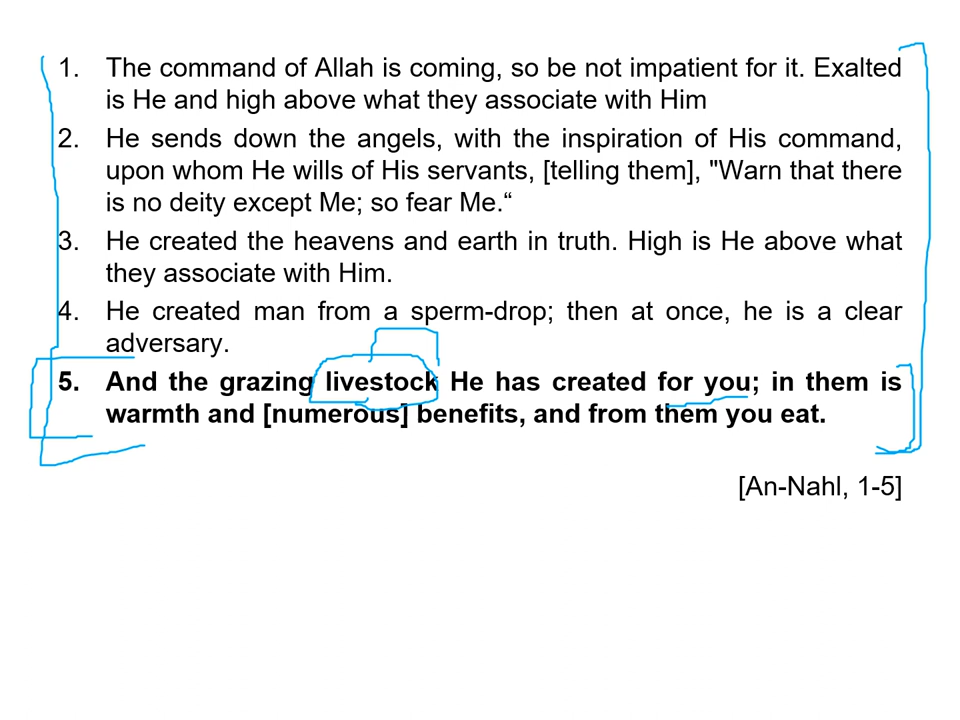 1. The command of Allah is coming, so be not impatient for it. Exalted
is He and high above what they associate with Him
2. He sends down the angels, with the inspiration of His command,
upon whom He wills of His servants, [telling them], "Warn that there
is no deity except Me; so fear Me.“
3. He created the heavens and earth in truth. High is He above what
they associate with Him.
4. He created man from a sperm-drop; then at once, he is a clear
adversary.
5. And the grazing livestock He has created for you; in them is
warmth and [numerous] benefits, and from them you eat.
[An-Nahl, 1-5]